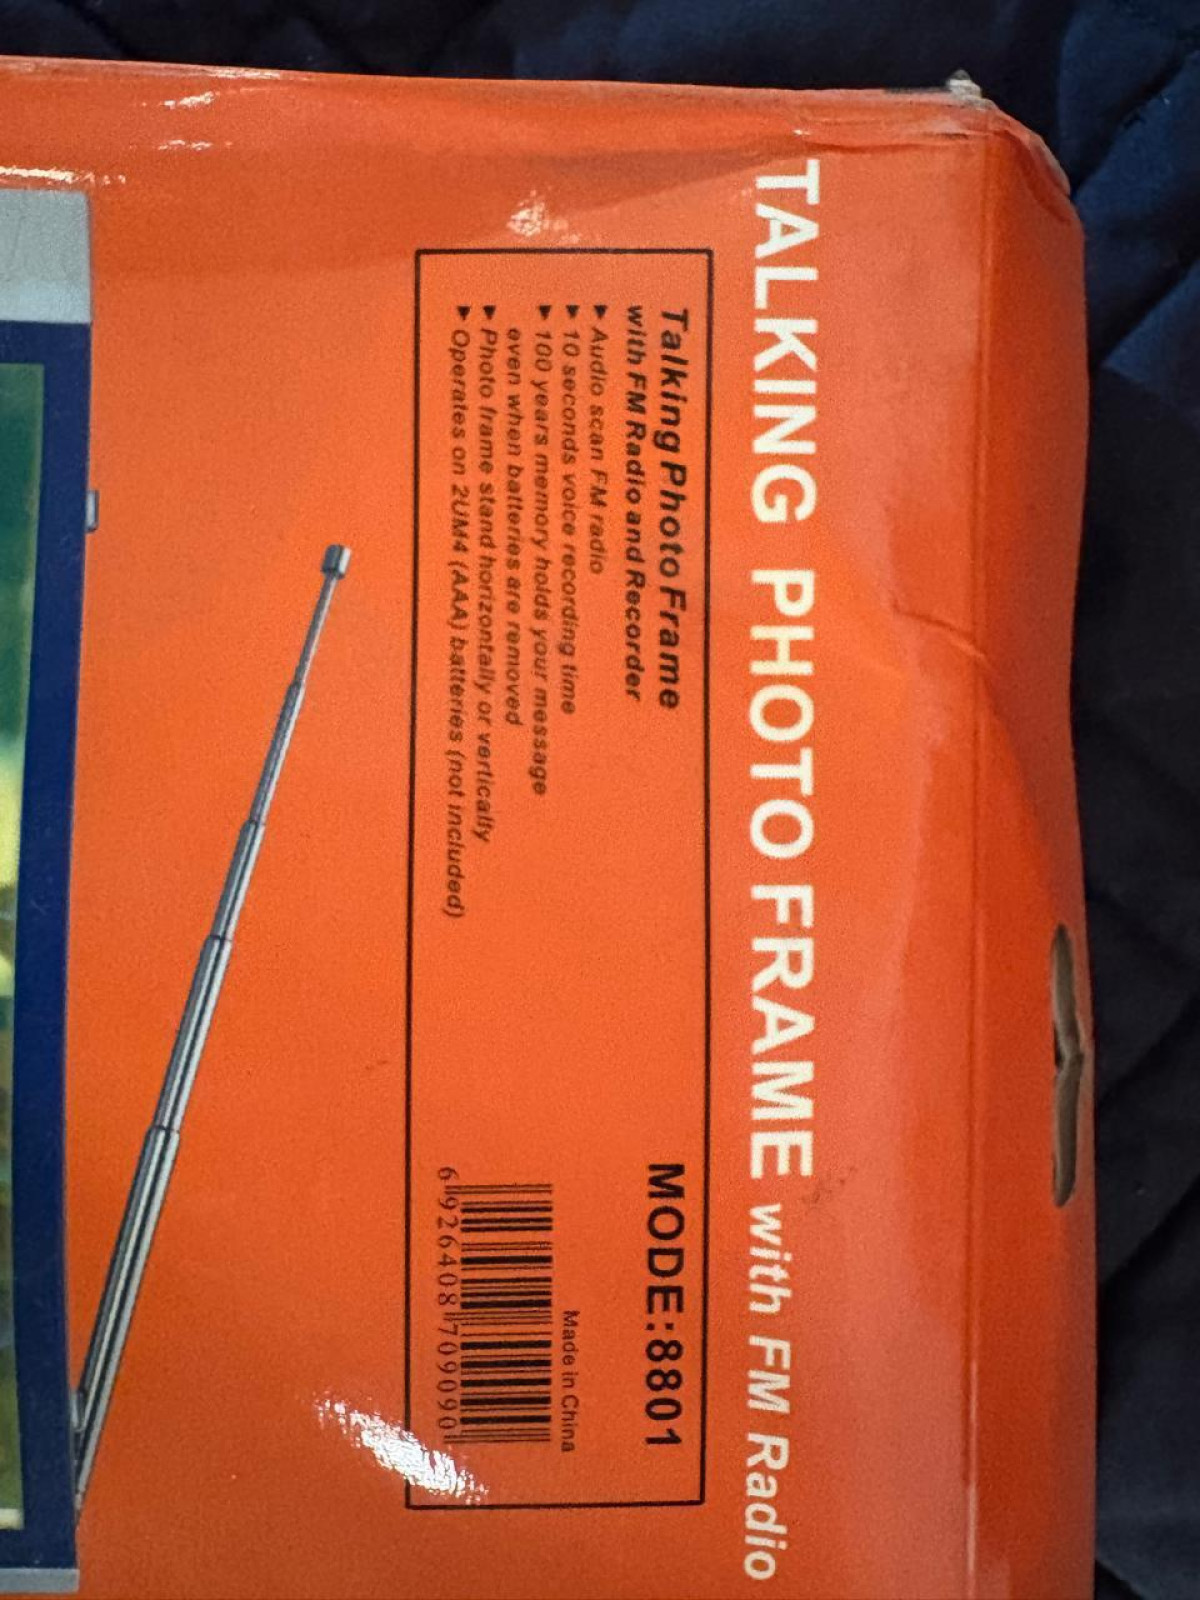 TALKING PHOTO FRAME with FM Radio
Talking Photo Frame
with FM Radio and Recorder
▶ Audio scan FM radio
▶ 10 seconds voice recording time
▶ 100 years memory holds your message
even when batteries are removed
▶ Photo frame stand horizontally or vertically
▶ Operates on 2UM4 (AAA) batteries (not included)
MODE:8801
Made in China
6 926408 709090